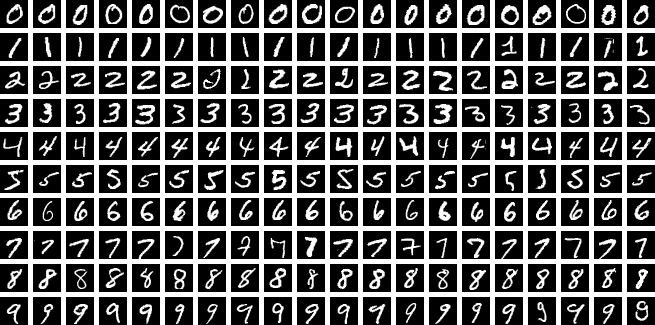 0 0 0 0 0 0 0 0 0 0 0 0 0 0 0 0 0 0 0 0
1 1 1 1 1 1 1 1 1 1 1 1 1 1 1 1 1 1 1 1
2 2 2 2 2 2 2 2 2 2 2 2 2 2 2 2 2 2 2 2
3 3 3 3 3 3 3 3 3 3 3 3 3 3 3 3 3 3 3 3
4 4 4 4 4 4 4 4 4 4 4 4 4 4 4 4 4 4 4 4
5 5 5 5 5 5 5 5 5 5 5 5 5 5 5 5 5 5 5 5
6 6 6 6 6 6 6 6 6 6 6 6 6 6 6 6 6 6 6 6
7 7 7 7 7 7 7 7 7 7 7 7 7 7 7 7 7 7 7 7
8 8 8 8 8 8 8 8 8 8 8 8 8 8 8 8 8 8 8 8
9 9 9 9 9 9 9 9 9 9 9 9 9 9 9 9 9 9 9 9